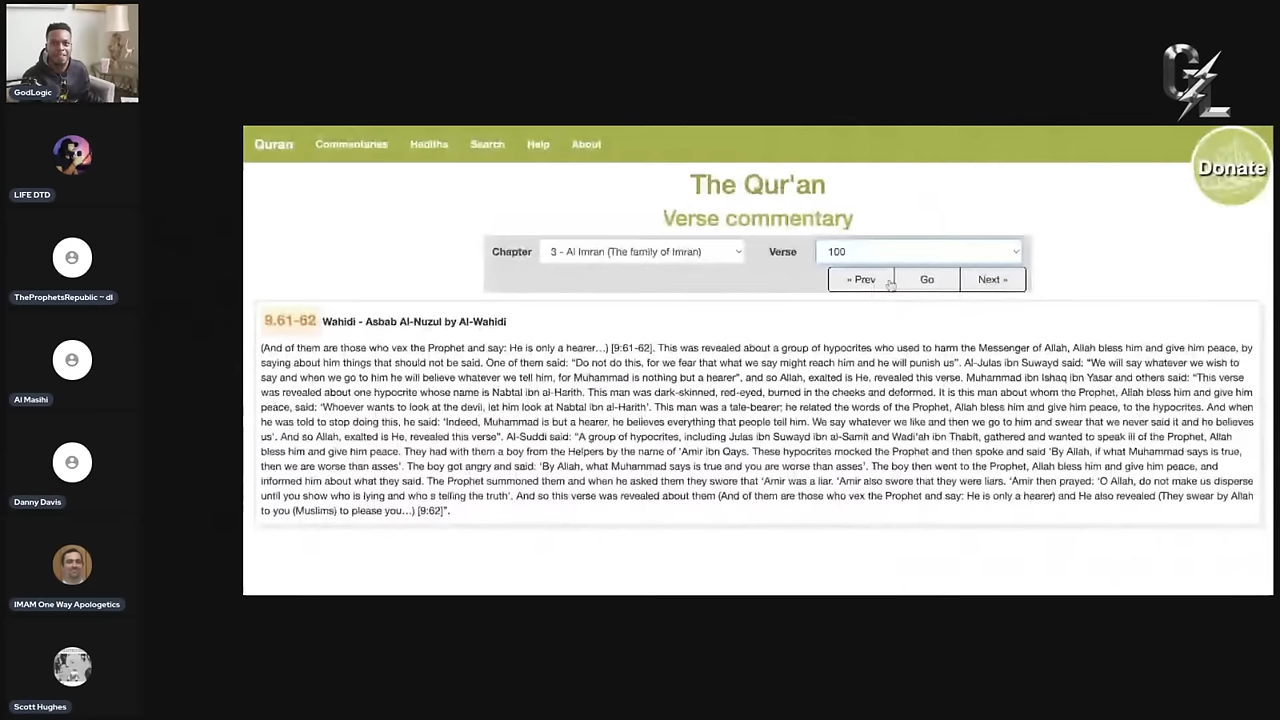 GodLogic
LIFE DTD
TheProphetsRepublic ~ dl
Al Masihi
Danny Davis
IMAM One Way Apologetics
Scott Hughes
GL
Quran Commentaries Hadiths Search Help About
Donate
The Qur'an
Verse commentary
Chapter 3 - Al Imran (The family of Imran) Verse 100
« Prev Go Next »
9.61-62 Wahidi - Asbab Al-Nuzul by Al-Wahidi
(And of them are those who vex the Prophet and say: He is only a hearer...) [9:61-62]. This was revealed about a group of hypocrites who used to harm the Messenger of Allah, Allah bless him and give him peace, by
saying about him things that should not be said. One of them said: “Do not do this, for we fear that what we say might reach him and he will punish us”. Al-Julas ibn Suwayd said: “We will say whatever we wish to
say and when we go to him he will believe whatever we tell him, for Muhammad is nothing but a hearer”, and so Allah, exalted is He, revealed this verse. Muhammad ibn Ishaq ibn Yasar and others said: “This verse
was revealed about one hypocrite whose name is Nabtal ibn al-Harith. This man was dark-skinned, red-eyed, burned in the cheeks and deformed. It is this man about whom the Prophet, Allah bless him and give him
peace, said: ‘Whoever wants to look at the devil, let him look at Nabtal ibn al-Harith’. This man was a tale-bearer; he related the words of the Prophet, Allah bless him and give him peace, to the hypocrites. And when
he was told to stop doing this, he said: ‘Indeed, Muhammad is but a hearer, he believes everything that people tell him. We say whatever we like and then we go to him and swear that we never said it and he believes
us’. And so Allah, exalted is He, revealed this verse”. Al-Suddi said: “A group of hypocrites, including Julas ibn Suwayd ibn al-Samit and Wadi‘ah ibn Thabit, gathered and wanted to speak ill of the Prophet, Allah
bless him and give him peace. They had with them a boy from the Helpers by the name of ‘Amir ibn Qays. These hypocrites mocked the Prophet and then spoke and said ‘By Allah, if what Muhammad says is true,
then we are worse than asses’. The boy got angry and said: ‘By Allah, what Muhammad says is true and you are worse than asses’. The boy then went to the Prophet, Allah bless him and give him peace, and
informed him about what they said. The Prophet summoned them and when he asked them they swore that ‘Amir was a liar. ‘Amir also swore that they were liars. ‘Amir then prayed: ‘O Allah, do not make us disperse
until you show who is lying and who s telling the truth’. And so this verse was revealed about them (And of them are those who vex the Prophet and say: He is only a hearer) and He also revealed (They swear by Allah
to you (Muslims) to please you...) [9:62]”.